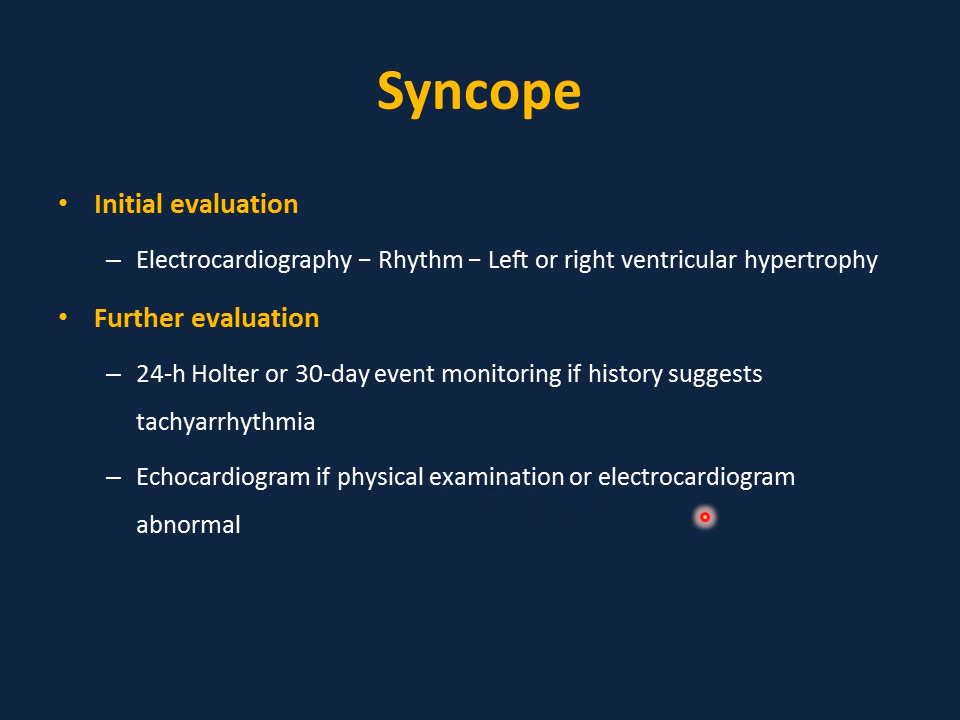 Syncope
• Initial evaluation
– Electrocardiography − Rhythm − Left or right ventricular hypertrophy
• Further evaluation
– 24-h Holter or 30-day event monitoring if history suggests
tachyarrhythmia
– Echocardiogram if physical examination or electrocardiogram
abnormal